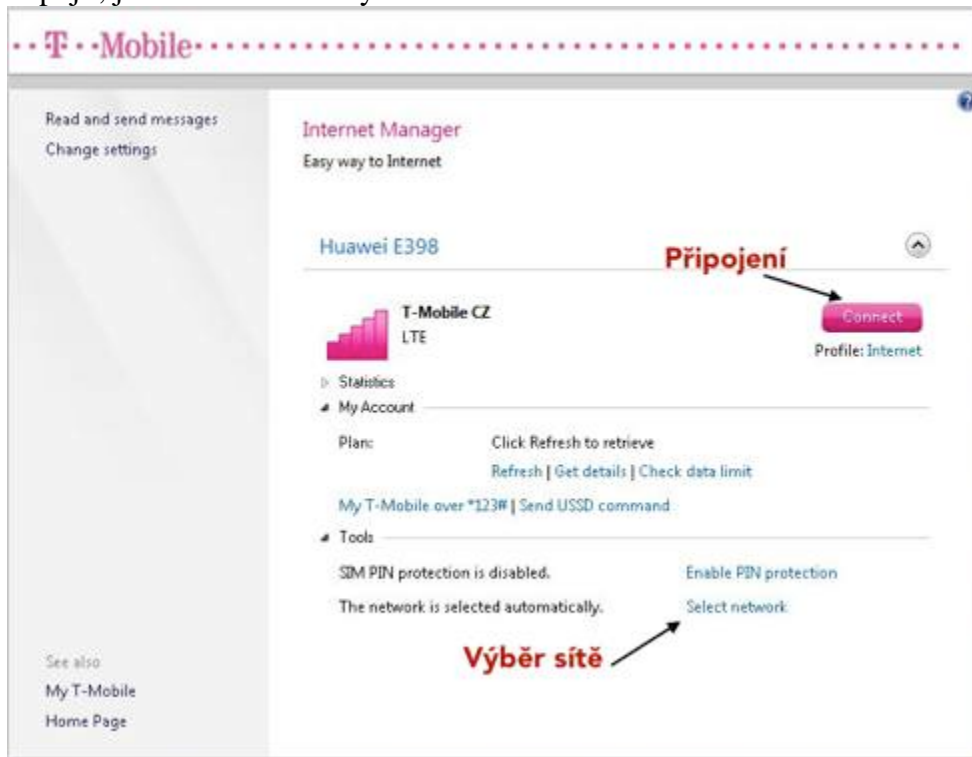 T··Mobile
Read and send messages
Change settings
Internet Manager
Easy way to Internet
Huawei E398
Připojení
T-Mobile CZ
LTE
Connect
Profile: Internet
Statistics
My Account
Plan: Click Refresh to retrieve
Refresh | Get details | Check data limit
My T-Mobile over *123# | Send USSD command
Tools
SIM PIN protection is disabled. Enable PIN protection
The network is selected automatically. Select network
Výběr sítě
See also
My T-Mobile
Home Page